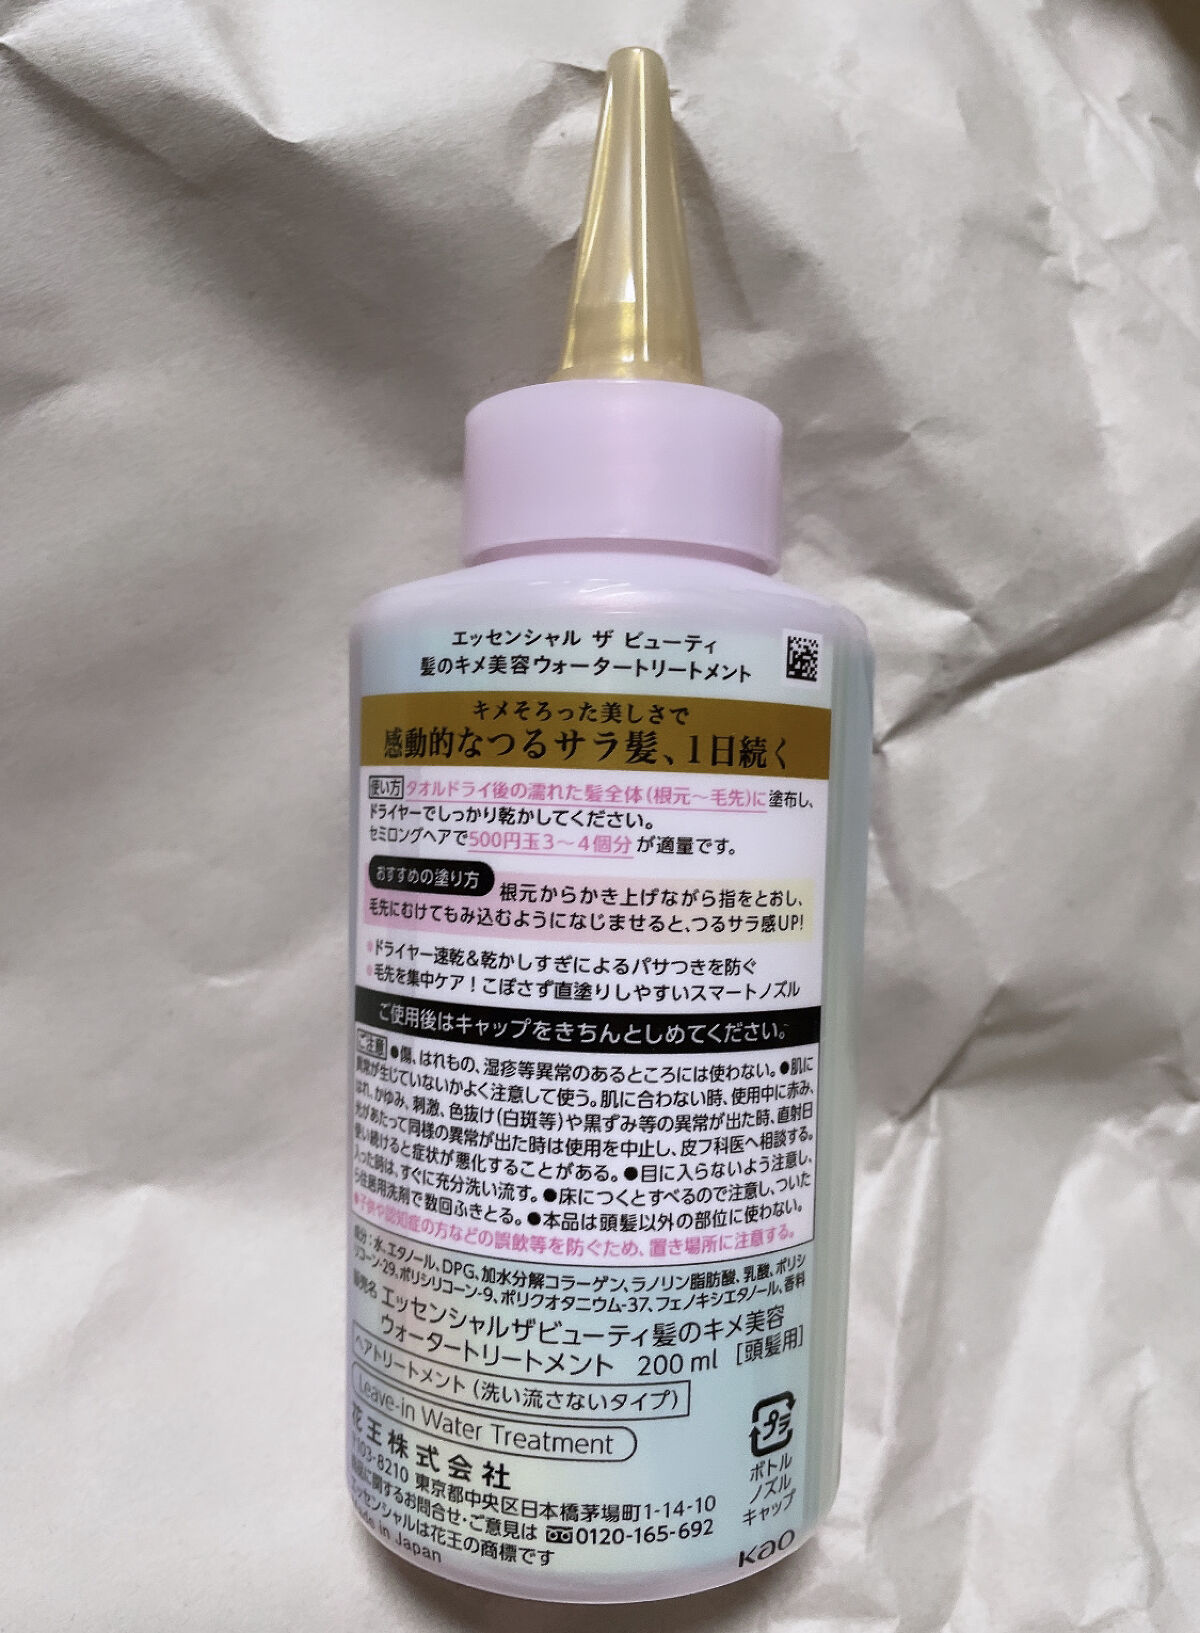 エッセンシャル ザ ビューティ
髪のキメ美容ウォータートリートメント
キメそろった美しさで
感動的なつるサラ髪、1日続く
使い方 タオルドライ後の濡れた髪全体(根元〜毛先)に塗布し、
ドライヤーでしっかり乾かしてください。
セミロングヘアで500円玉3〜4個分が適量です。
おすすめの塗り方 根元からかき上げながら指をとおし、
毛先にむけてもみ込むようになじませると、つるサラ感UP!
●ドライヤー速乾&乾かしすぎによるパサつきを防ぐ
●毛先を集中ケア!こぼさず直塗りしやすいスマートノズル
ご使用後はキャップをきちんとしめてください。
ご注意 ●傷、はれもの、湿疹等異常のあるところには使わない。●肌に
異常が生じていないかよく注意して使う。肌に合わない時、使用中に赤み、
はれ、かゆみ、刺激、色抜け(白斑等)や黒ずみ等の異常が出た時、直射日
光があたって同様の異常が出た時は使用を中止し、皮フ科医へ相談する。
使い続けると症状が悪化することがある。●目に入らないよう注意し、
入った時は、すぐに充分洗い流す。●床につくとすべるので注意し、ついた
ら住居用洗剤で数回ふきとる。●本品は頭髪以外の部位に使わない。
●子供や認知症の方などの誤飲等を防ぐため、置き場所に注意する。
成分:水、エタノール、DPG、加水分解コラーゲン、ラノリン脂肪酸、乳酸、ポリシ
リコーン-29、ポリシリコーン-9、ポリクオタニウム-37、フェノキシエタノール、香料
販売名 エッセンシャルザビューティ髪のキメ美容
ウォータートリートメント 200ml [頭髪用]
ヘアトリートメント(洗い流さないタイプ)
Leave-in Water Treatment
花王株式会社
103-8210 東京都中央区日本橋茅場町1-14-10
製品に関するお問合せ・ご意見は 0120-165-692
エッセンシャルは花王の商標です
Made in Japan
プラ
ボトル
ノズル
キャップ
Kao